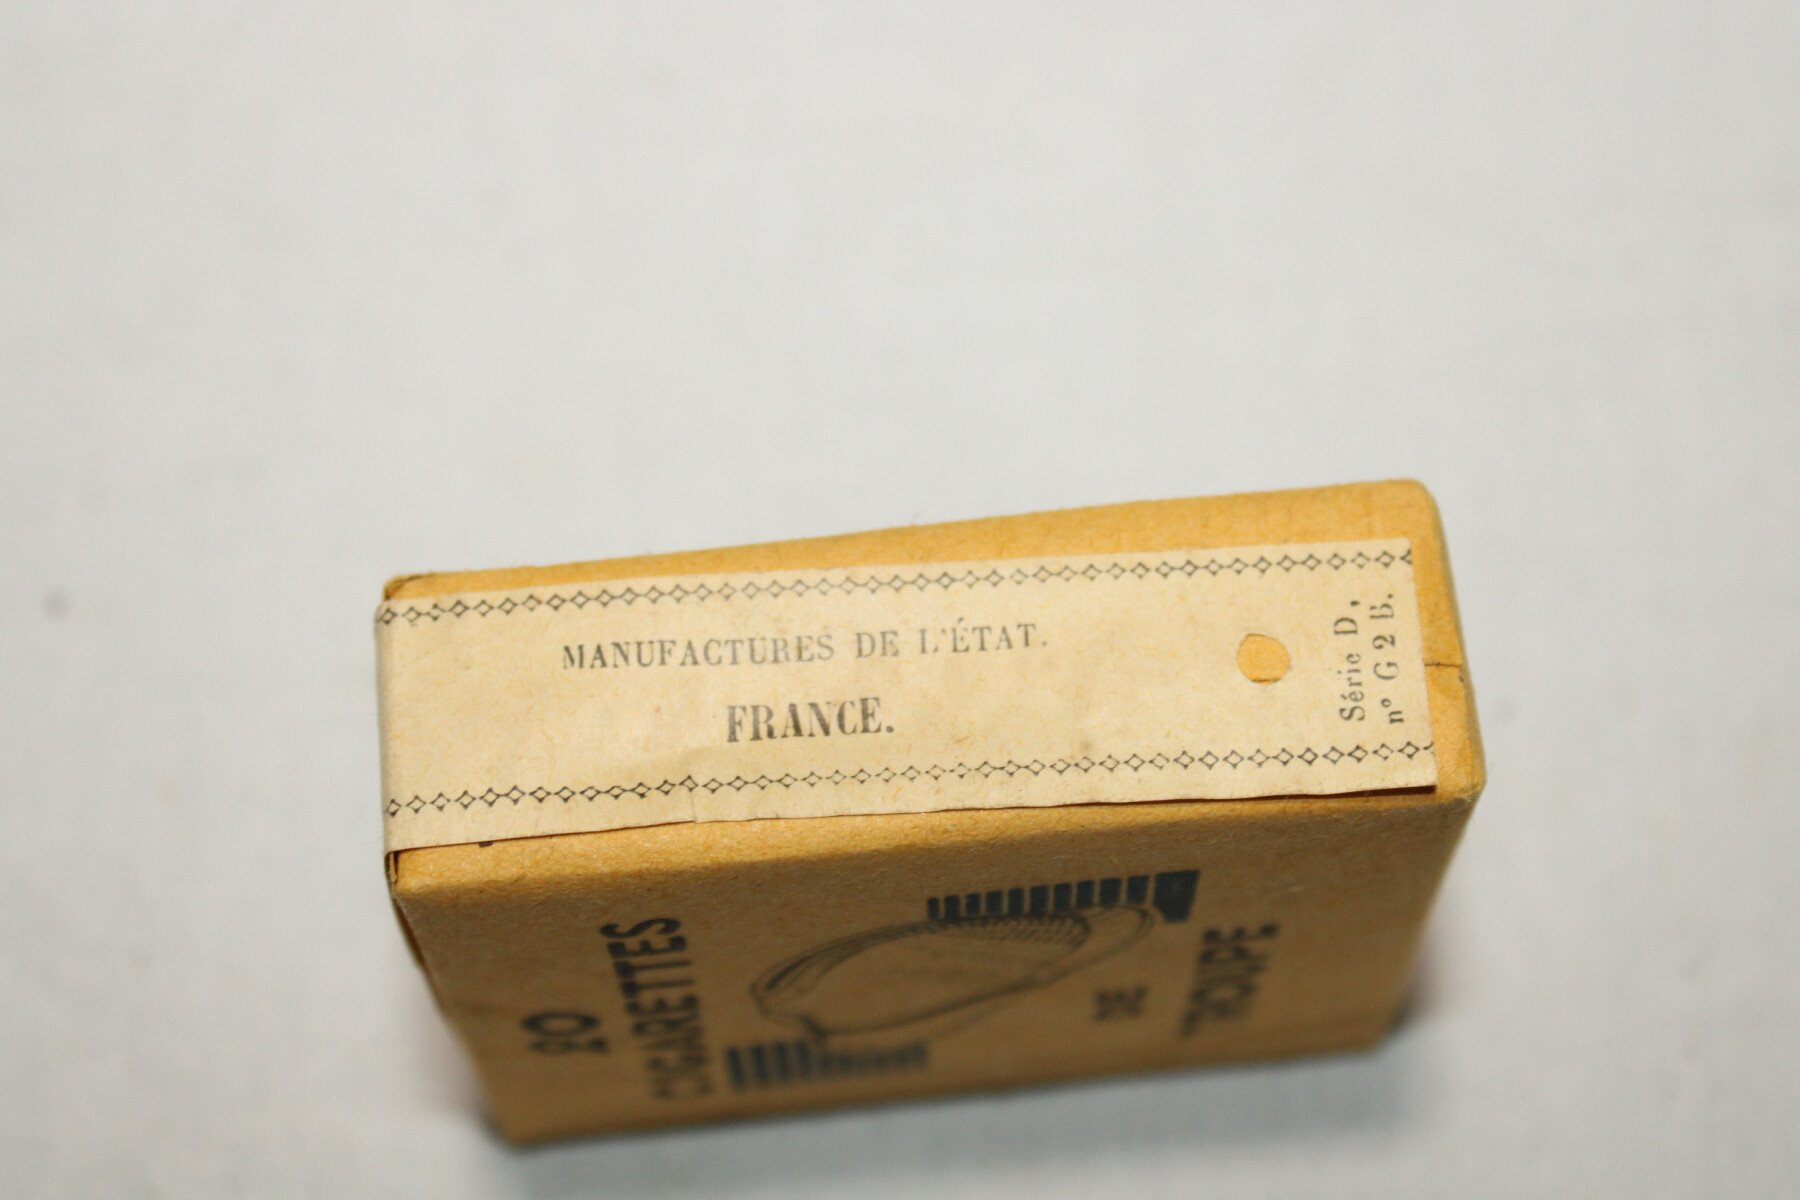 MANUFACTURES DE L'ÉTAT.
FRANCE.
Série D,
n° G 2 B.
20
CIGARETTES
DE
TROUPE